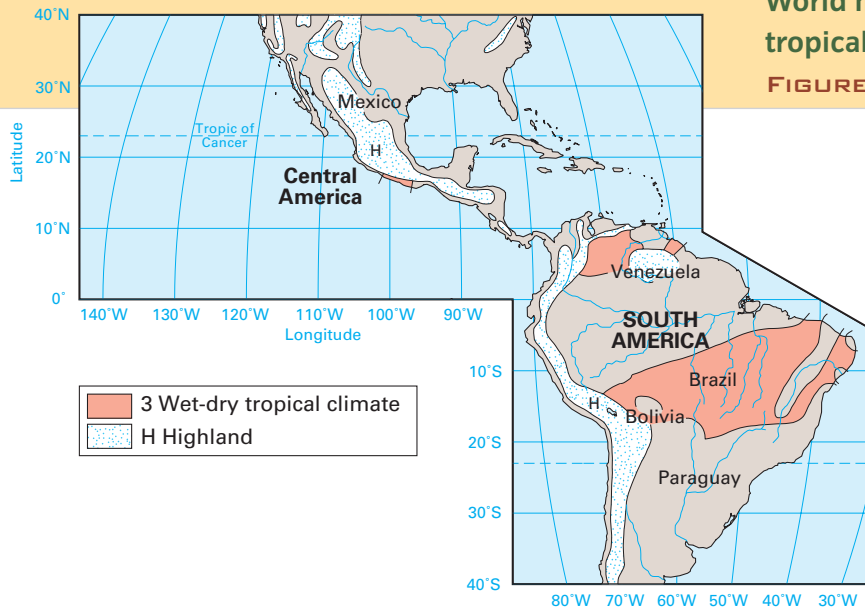 World
tropical
FIGURE
40˚N
30˚N
20˚N
10˚N
0˚
Latitude
Tropic of
Cancer
Mexico
H
Central
America
140˚W 130˚W 120˚W 110˚W 100˚W 90˚W
Longitude
Venezuela
SOUTH
AMERICA
Brazil
H
Bolivia
Paraguay
10˚S
20˚S
30˚S
40˚S
80˚W 70˚W 60˚W 50˚W 40˚W 30˚W
3 Wet-dry tropical climate
H Highland